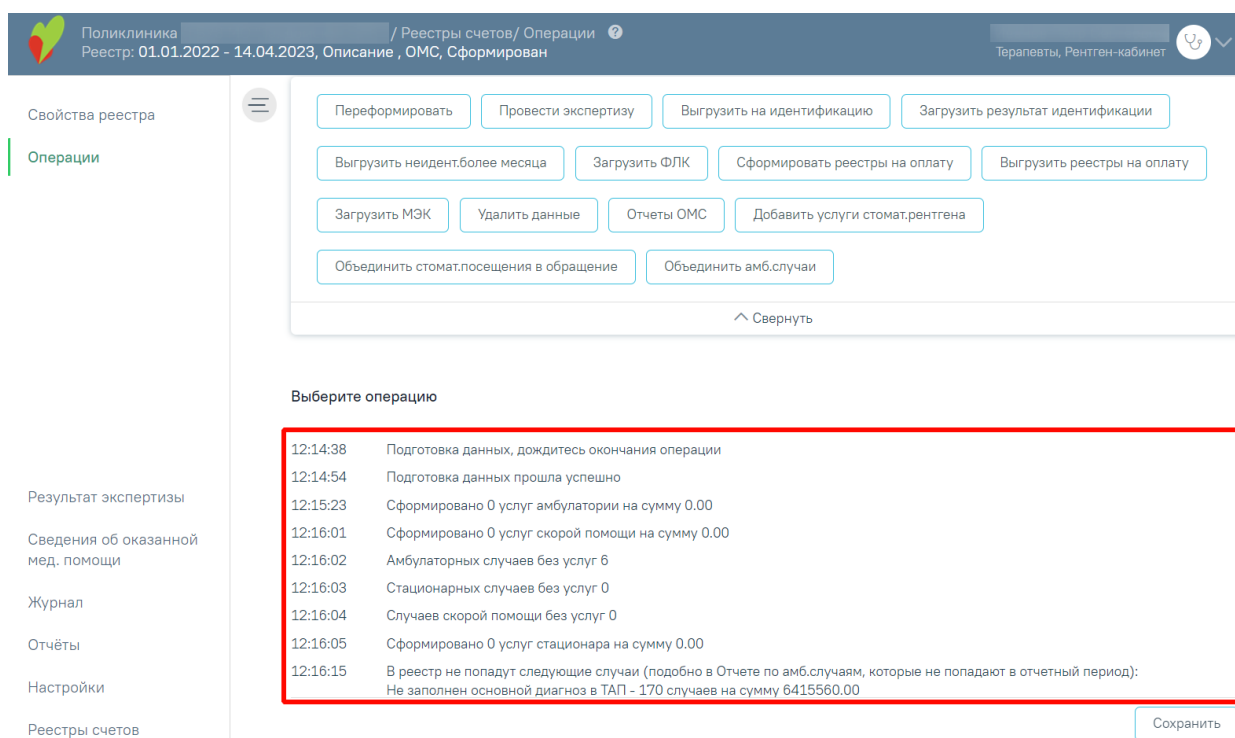 Поликлиника / Реестры счетов/ Операции ?
Реестр: 01.01.2022 - 14.04.2023, Описание , ОМС, Сформирован
Терапевты, Рентген-кабинет
Свойства реестра
Операции
Переформировать Провести экспертизу Выгрузить на идентификацию Загрузить результат идентификации
Выгрузить неидент.более месяца Загрузить ФЛК Сформировать реестры на оплату Выгрузить реестры на оплату
Загрузить МЭК Удалить данные Отчеты ОМС Добавить услуги стомат.рентгена
Объединить стомат.посещения в обращение Объединить амб.случаи
Свернуть
Выберите операцию
12:14:38 Подготовка данных, дождитесь окончания операции
12:14:54 Подготовка данных прошла успешно
12:15:23 Сформировано 0 услуг амбулатории на сумму 0.00
12:16:01 Сформировано 0 услуг скорой помощи на сумму 0.00
12:16:02 Амбулаторных случаев без услуг 6
12:16:03 Стационарных случаев без услуг 0
12:16:04 Случаев скорой помощи без услуг 0
12:16:05 Сформировано 0 услуг стационара на сумму 0.00
12:16:15 В реестр не попадут следующие случаи (подобно в Отчете по амб.случаям, которые не попадают в отчетный период):
Не заполнен основной диагноз в ТАП - 170 случаев на сумму 6415560.00
Сохранить
Результат экспертизы
Сведения об оказанной
мед. помощи
Журнал
Отчёты
Настройки
Реестры счетов